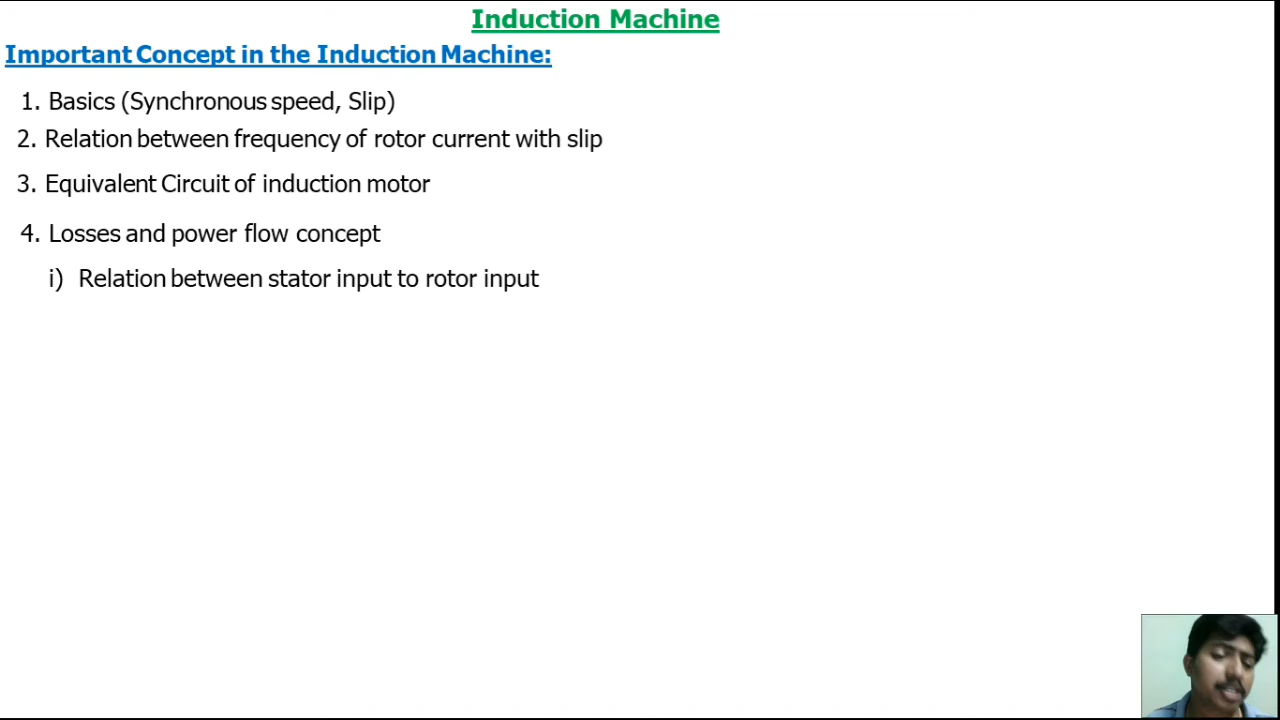 Induction Machine
Important Concept in the Induction Machine:
1. Basics (Synchronous speed, Slip)
2. Relation between frequency of rotor current with slip
3. Equivalent Circuit of induction motor
4. Losses and power flow concept
i) Relation between stator input to rotor input